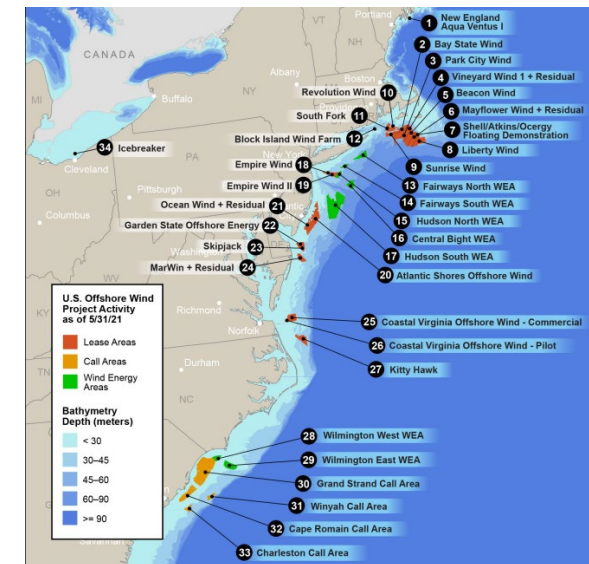 Portland
VT
NH
CANADA
Albany
NY
MI
Buffalo
Boston
Providence
PA
New York
Cleveland
Pittsburgh
OH
Columbus
Atlantic
City
DE
Washington
WV
Richmond
VA
Norfolk
TN
Durham
NC
Savannah
1 New England
Aqua Ventus I
2 Bay State Wind
3 Park City Wind
4 Vineyard Wind 1 + Residual
5 Beacon Wind
6 Mayflower Wind + Residual
7 Shell/Atkins/Ocergy
Floating Demonstration
8 Liberty Wind
9 Sunrise Wind
Revolution Wind 10
South Fork 11
Block Island Wind Farm 12
13 Fairways North WEA
14 Fairways South WEA
15 Hudson North WEA
16 Central Bight WEA
17 Hudson South WEA
Empire Wind 18
Empire Wind II 19
20 Atlantic Shores Offshore Wind
Ocean Wind + Residual 21
Garden State Offshore Energy 22
Skipjack 23
MarWin + Residual 24
25 Coastal Virginia Offshore Wind - Commercial
26 Coastal Virginia Offshore Wind - Pilot
27 Kitty Hawk
28 Wilmington West WEA
29 Wilmington East WEA
30 Grand Strand Call Area
31 Winyah Call Area
32 Cape Romain Call Area
33 Charleston Call Area
34 Icebreaker
U.S. Offshore Wind
Project Activity
as of 5/31/21
Lease Areas
Call Areas
Wind Energy
Areas
Bathymetry
Depth (meters)
< 30
30–45
45–60
60–90
>= 90